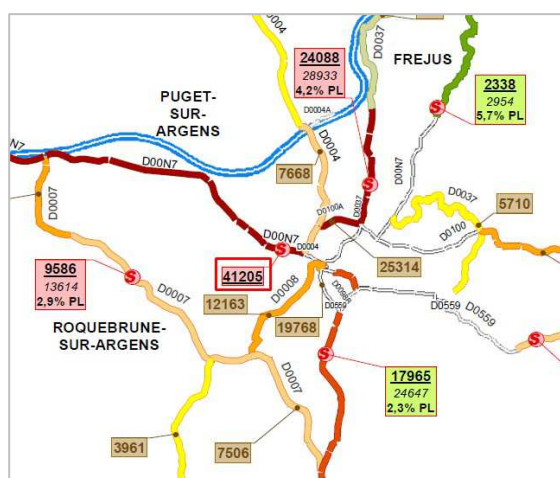 D0004
D0037
24088
28933
4,2% PL
FREJUS
2338
2954
5,7% PL
PUGET-
SUR-
ARGENS
D0004A
D0004
7668
N7
D00N7
D00N7
D0007
D0037
D0037
5710
D0100A
D0100
D00N7
D0004
25314
41205
9586
13614
2,9% PL
D0007
12163
D0008
19768
D0559
D0559
D0559
ROQUEBRUNE-
SUR-ARGENS
17965
24647
2,3% PL
D0007
3961
7506